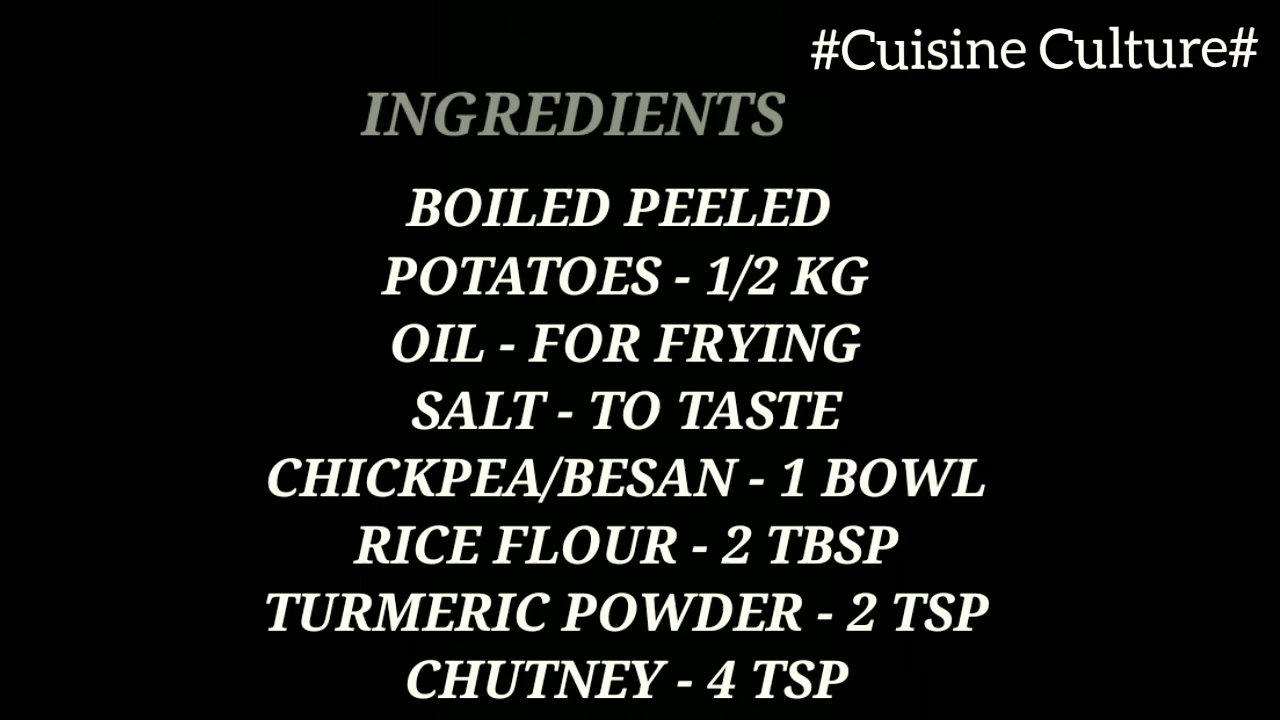 #Cuisine Culture#
INGREDIENTS
BOILED PEELED
POTATOES - 1/2 KG
OIL - FOR FRYING
SALT - TO TASTE
CHICKPEA/BESAN - 1 BOWL
RICE FLOUR - 2 TBSP
TURMERIC POWDER - 2 TSP
CHUTNEY - 4 TSP